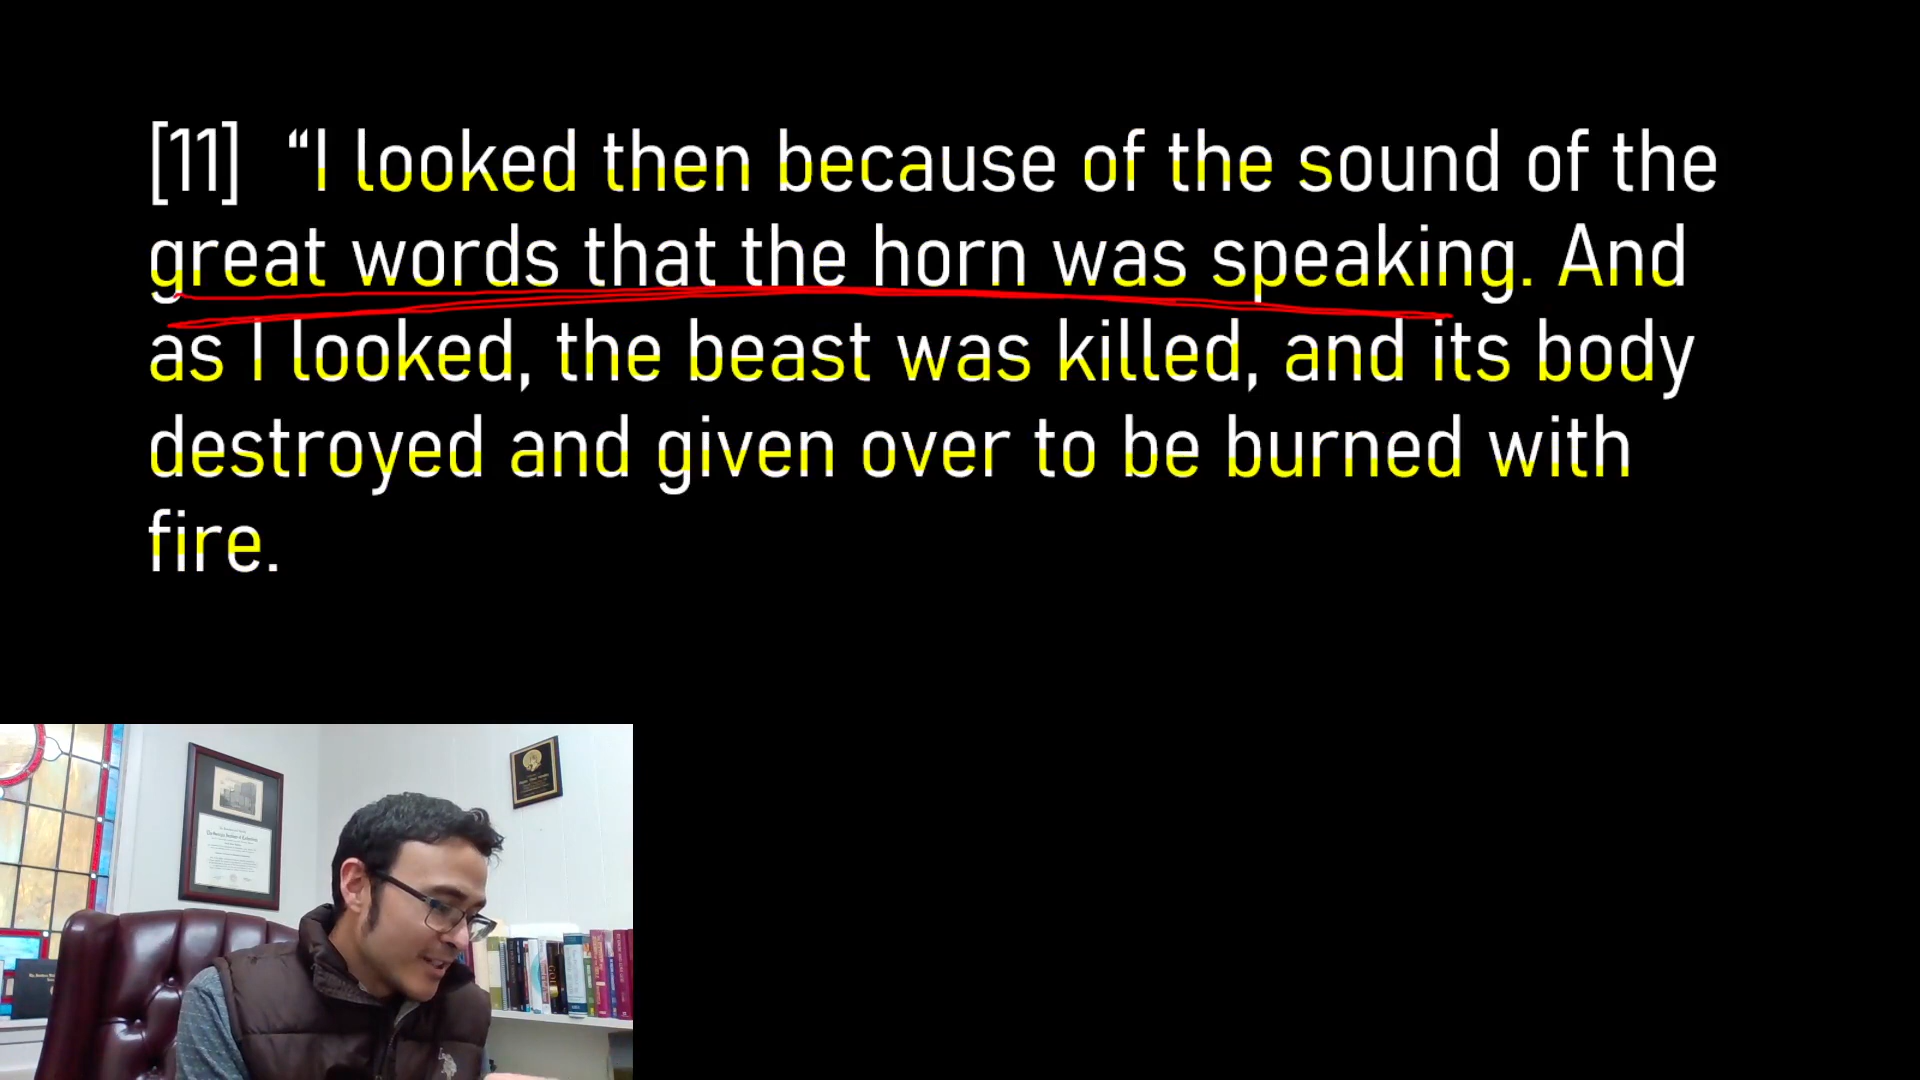 [11] “I looked then because of the sound of the
great words that the horn was speaking. And
as I looked, the beast was killed, and its body
destroyed and given over to be burned with
fire.